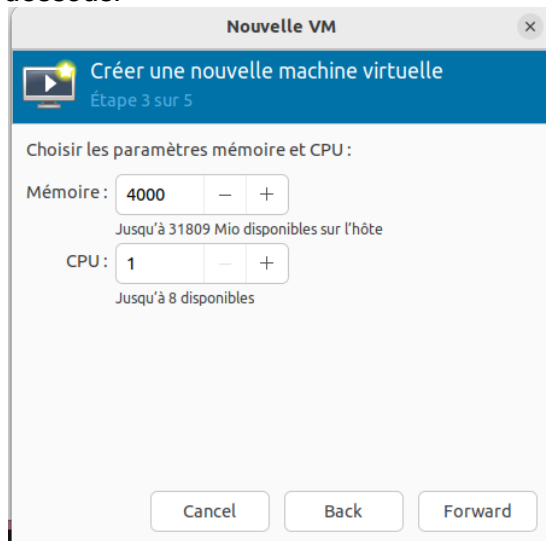 Nouvelle VM
Créer une nouvelle machine virtuelle
Étape 3 sur 5
Choisir les paramètres mémoire et CPU :
Mémoire : 4000 − +
Jusqu'à 31809 Mio disponibles sur l'hôte
CPU : 1 − +
Jusqu'à 8 disponibles
Cancel Back Forward